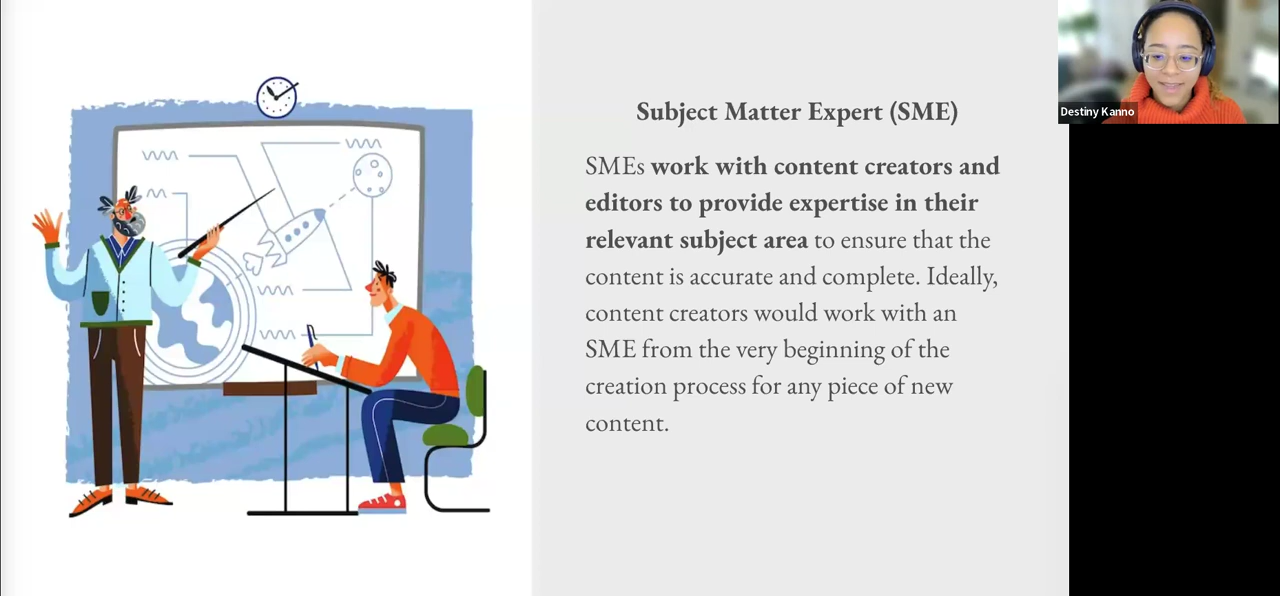 Subject Matter Expert (SME)
SMEs work with content creators and
editors to provide expertise in their
relevant subject area to ensure that the
content is accurate and complete. Ideally,
content creators would work with an
SME from the very beginning of the
creation process for any piece of new
content.
Destiny Kanno